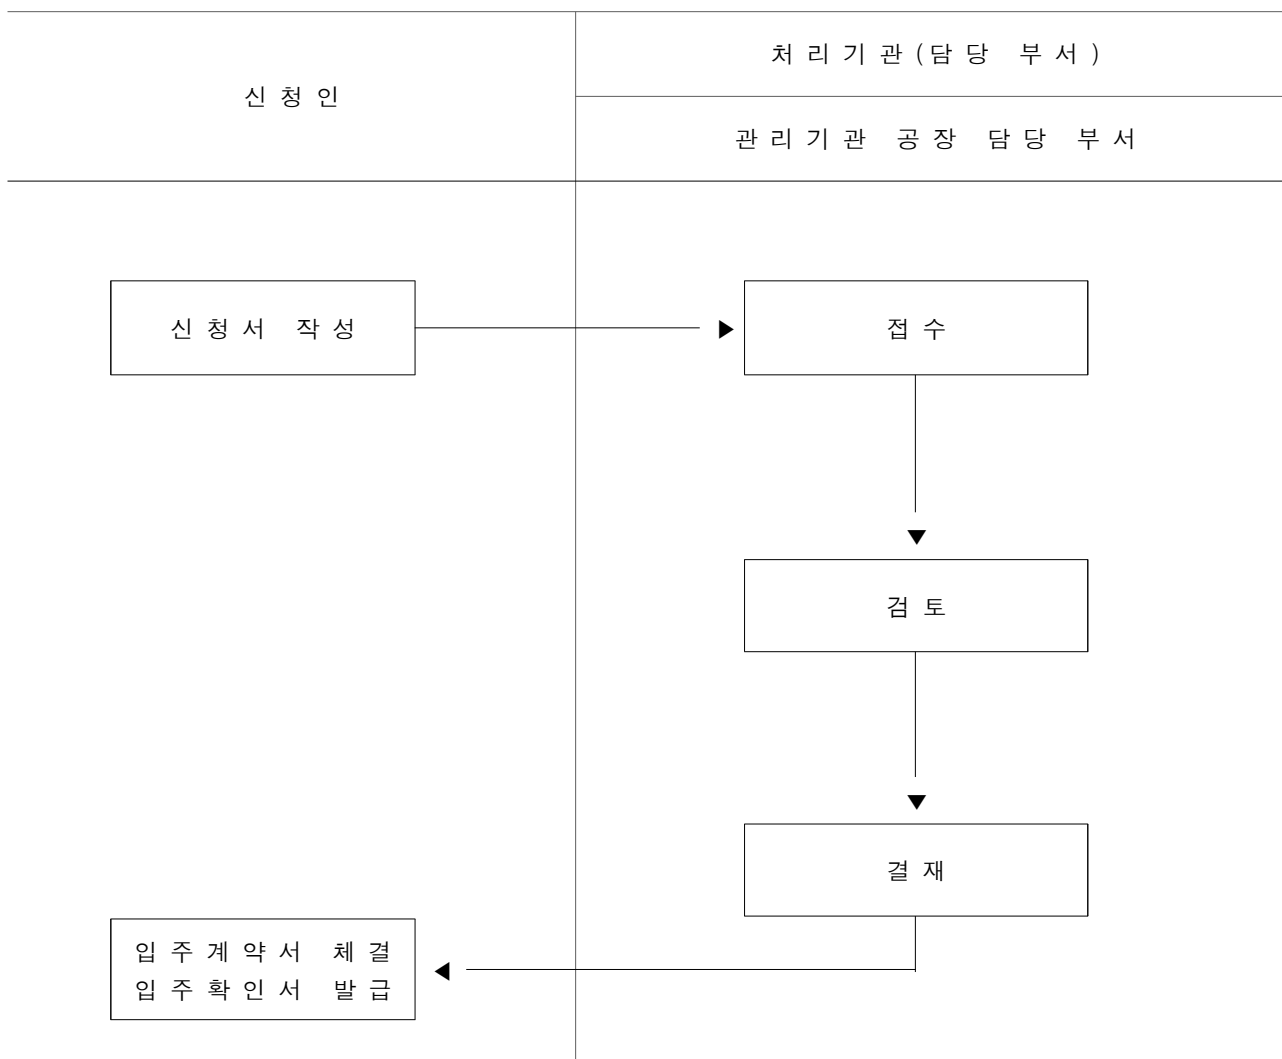 신청인
처리기관(담당 부서)
관리기관 공장 담당 부서
신청서 작성
접수
검토
결재
입주계약서 체결
입주확인서 발급